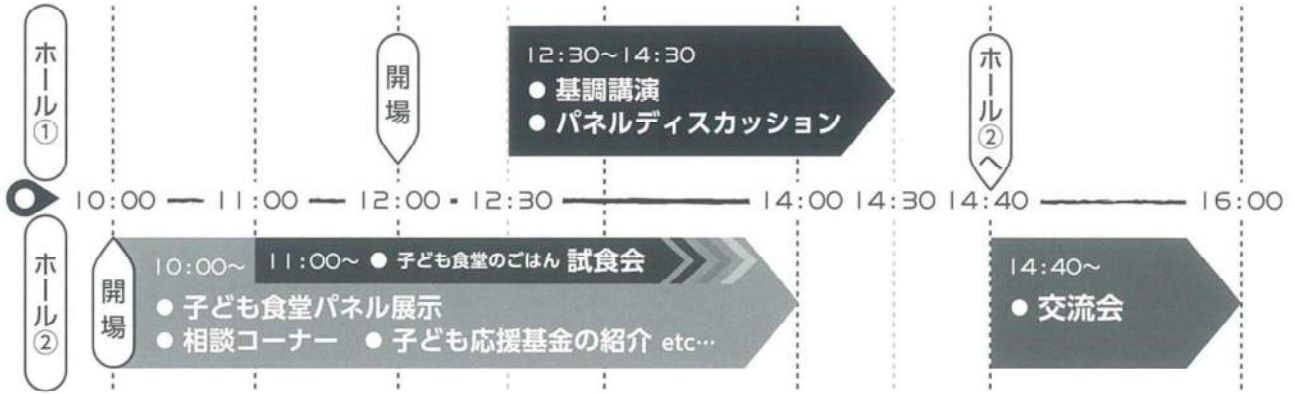 ホール①
開場
12:30~14:30
● 基調講演
● パネルディスカッション
ホール②へ
10:00
11:00
12:00
12:30
14:00
14:30
14:40
16:00
ホール②
開場
10:00~
11:00~ ● 子ども食堂のごはん 試食会
● 子ども食堂パネル展示
● 相談コーナー ● 子ども応援基金の紹介 etc…
14:40~
● 交流会